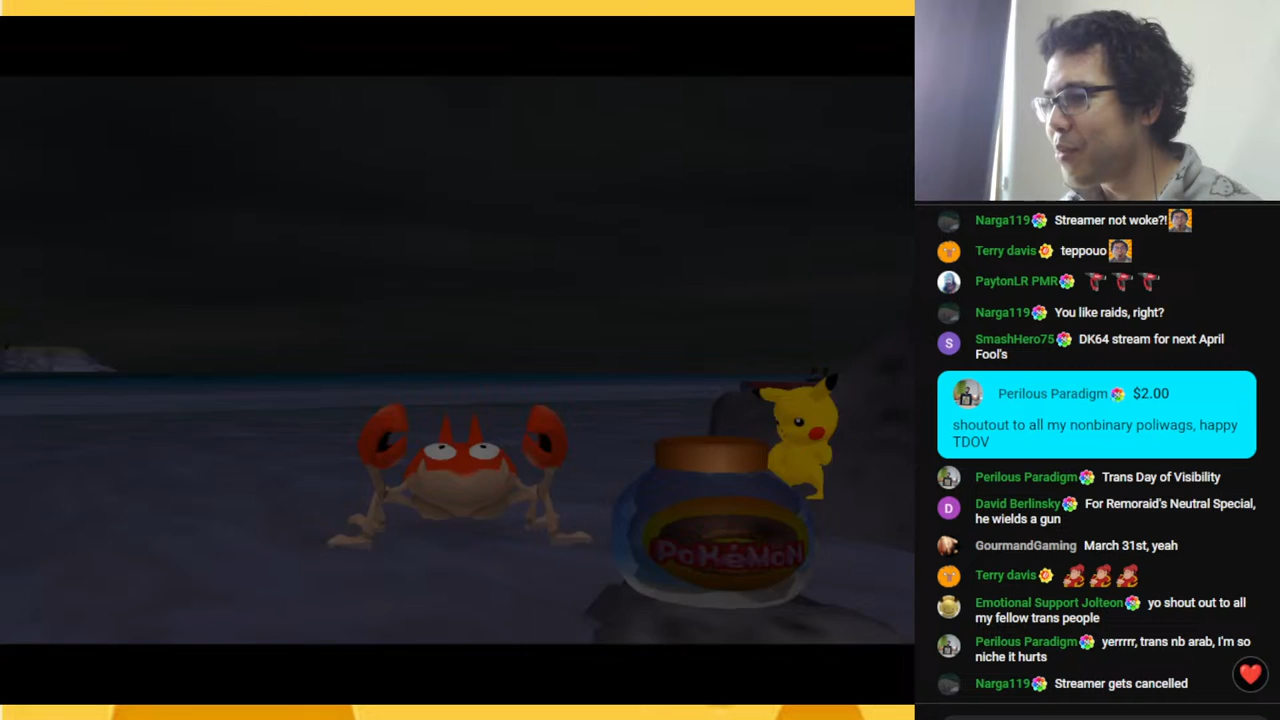 Narga119 Streamer not woke?!
Terry davis teppouo
PaytonLR PMR
Narga119 You like raids, right?
SmashHero75 DK64 stream for next April
Fool's
Perilous Paradigm $2.00
shoutout to all my nonbinary poliwags, happy
TDOV
Perilous Paradigm Trans Day of Visibility
David Berlinsky For Remoraid's Neutral Special,
he wields a gun
GourmandGaming March 31st, yeah
Terry davis
Emotional Support Jolteon yo shout out to all
my fellow trans people
Perilous Paradigm yerrrrr, trans nb arab, I'm so
niche it hurts
Narga119 Streamer gets cancelled
S
D
POKéMON